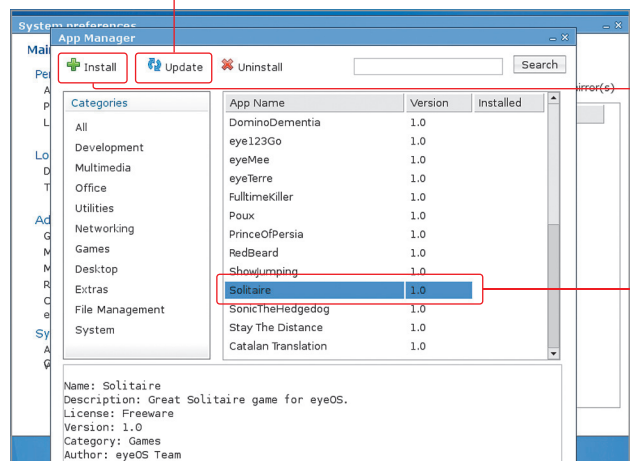 System preferences
App Manager
Install Update Uninstall Search
Categories
All
Development
Multimedia
Office
Utilities
Networking
Games
Desktop
Extras
File Management
System
App Name Version Installed
DominoDementia 1.0
eye123Go 1.0
eyeMee 1.0
eyeTerre 1.0
FulltimeKiller 1.0
Poux 1.0
PrinceOfPersia 1.0
RedBeard 1.0
ShowJumping 1.0
Solitaire 1.0
SonicTheHedgedog 1.0
Stay The Distance 1.0
Catalan Translation 1.0
Name: Solitaire
Description: Great Solitaire game for eyeOS.
License: Freeware
Version: 1.0
Category: Games
Author: eyeOS Team